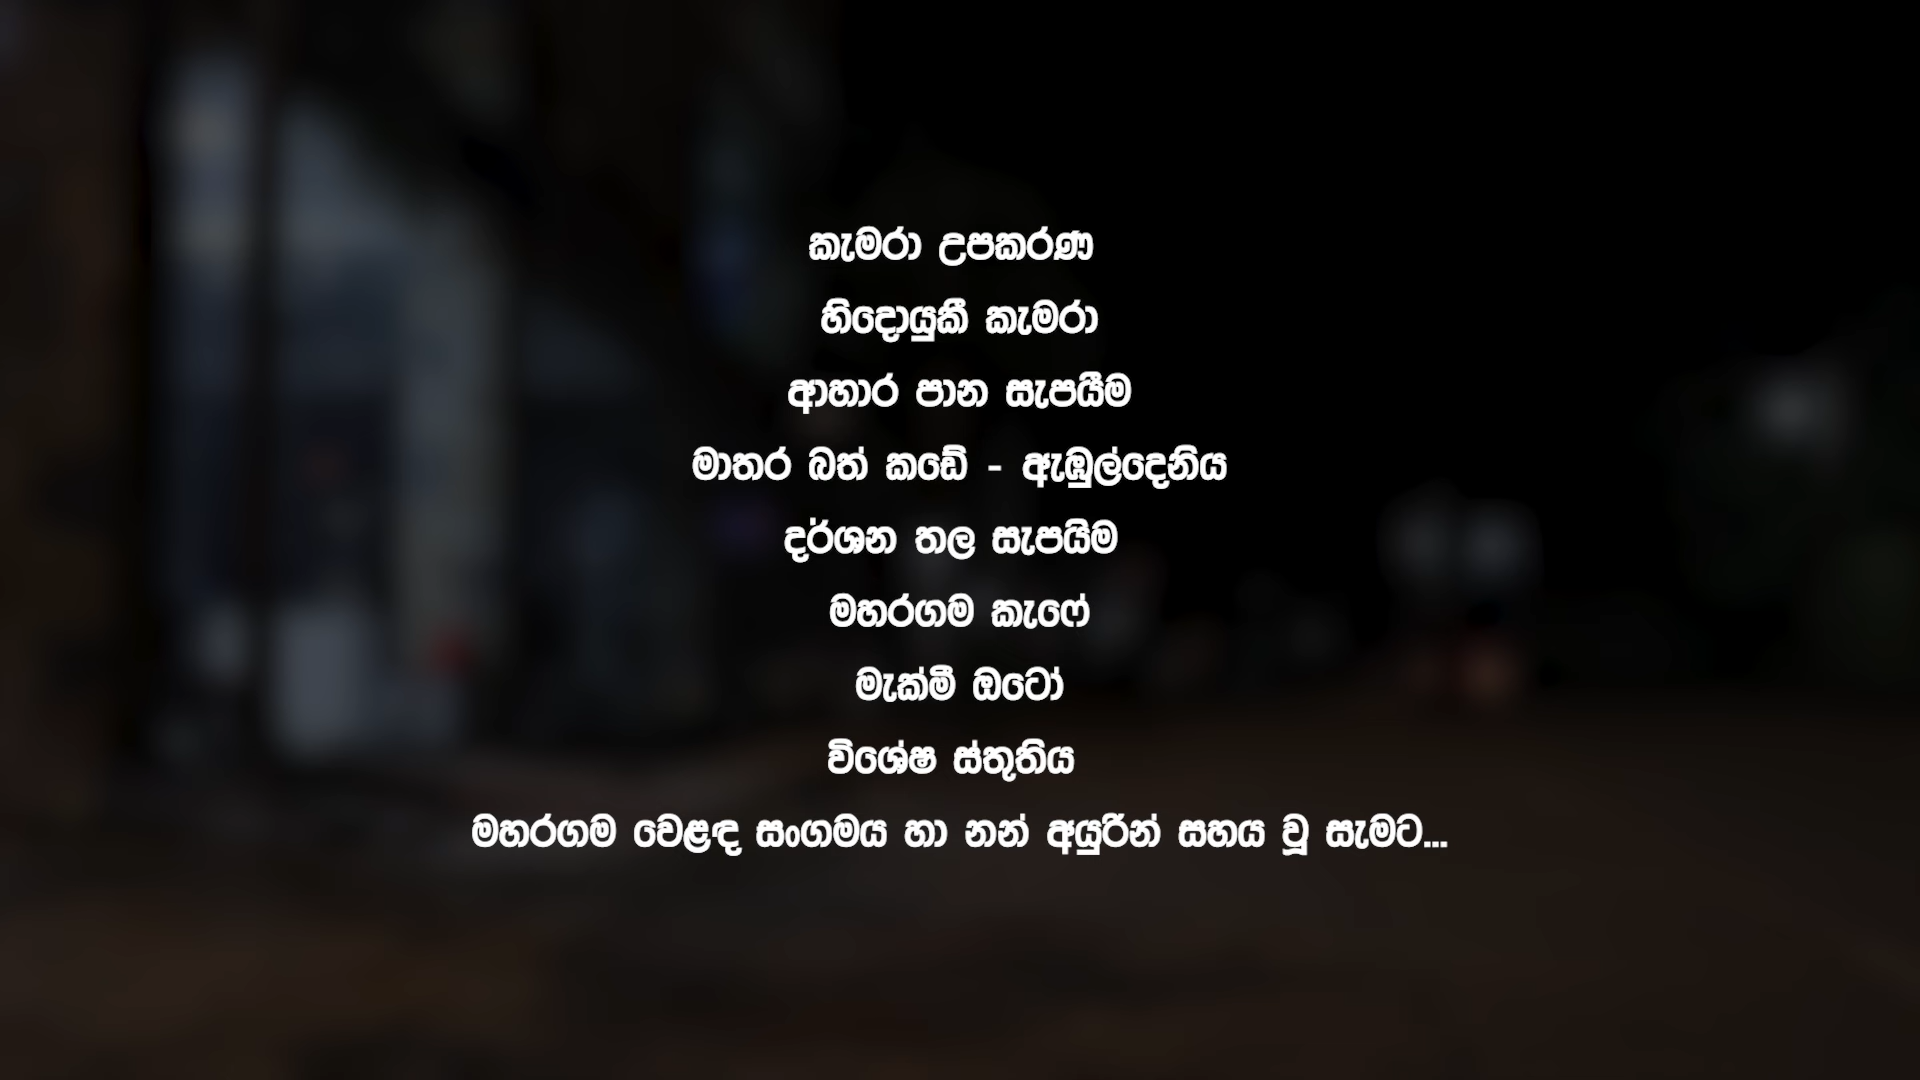 කැමරා උපකරණ
හිදොයුකී කැමරා
ආහාර පාන සැපයීම
මාතර බත් කඩේ - ඇඹුල්දෙනිය
දර්ශන තල සැපයිම
මහරගම කැෆේ
මැක්මී ඔටෝ
විශේෂ ස්තුතිය
මහරගම වෙළඳ සංගමය හා නන් අයුරින් සහය වූ සැමට...